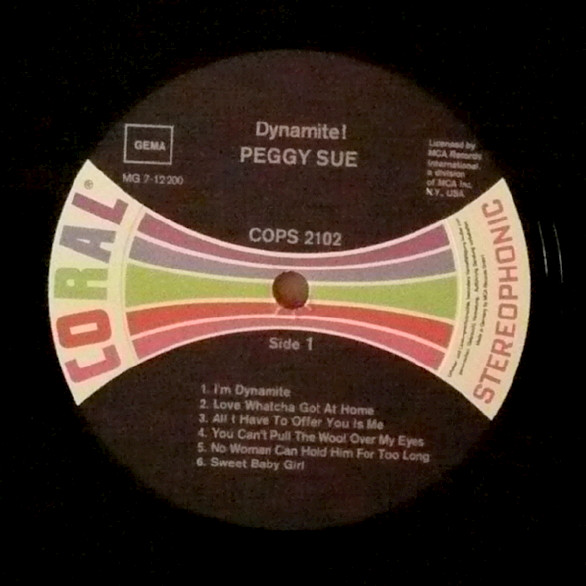 Dynamite!
PEGGY SUE
GEMA
MG 7-12200
Licensed by
MCA Records
International,
a division
of MCA Inc.
N.Y., USA
COPS 2102
CORAL®
STEREOPHONIC
Side 1
1. I'm Dynamite
2. Love Whatcha Got At Home
3. All I Have To Offer You Is Me
4. You Can't Pull The Wool Over My Eyes
5. No Woman Can Hold Him For Too Long
6. Sweet Baby Girl